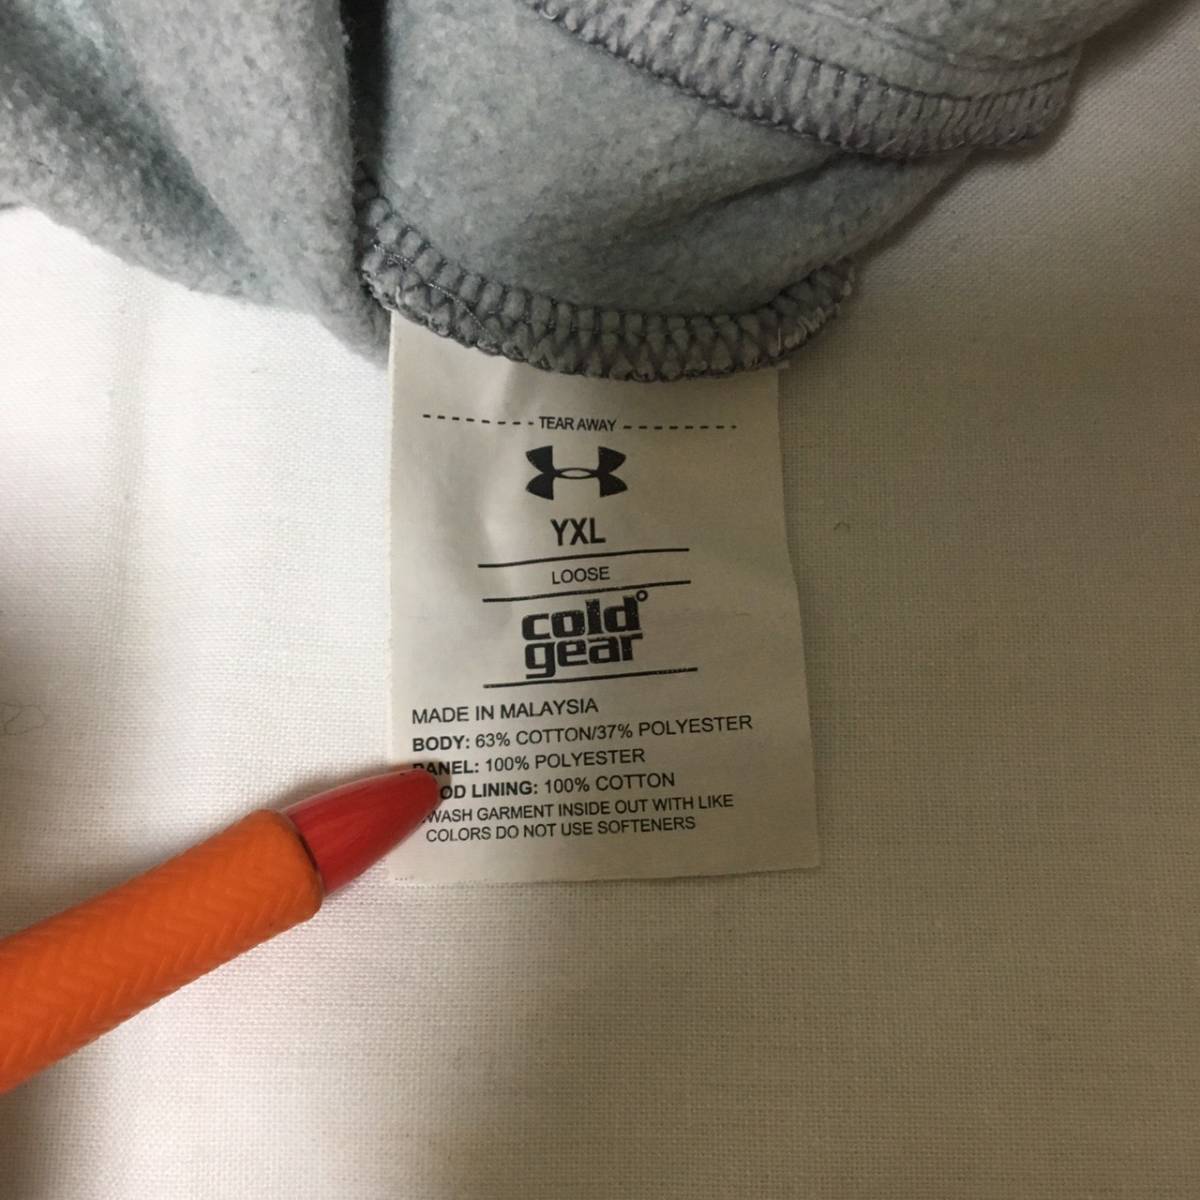 TEAR AWAY
YXL
LOOSE
cold°
gear
MADE IN MALAYSIA
BODY: 63% COTTON/37% POLYESTER
PANEL: 100% POLYESTER
LINING: 100% COTTON
WASH GARMENT INSIDE OUT WITH LIKE
COLORS DO NOT USE SOFTENERS